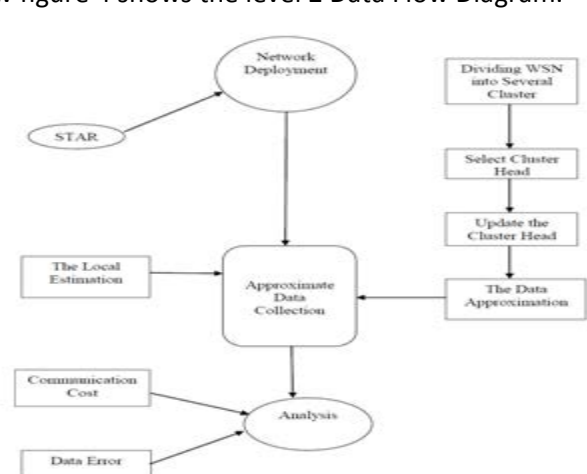 figure 4 shows the level 2 Data Flow Diagram.
Network
Deployment
Dividing WSN
into Several
Cluster
STAR
Select Cluster
Head
Update the
Cluster Head
The Local
Estimation
Approximate
Data
Collection
The Data
Approximation
Communication
Cost
Analysis
Data Error